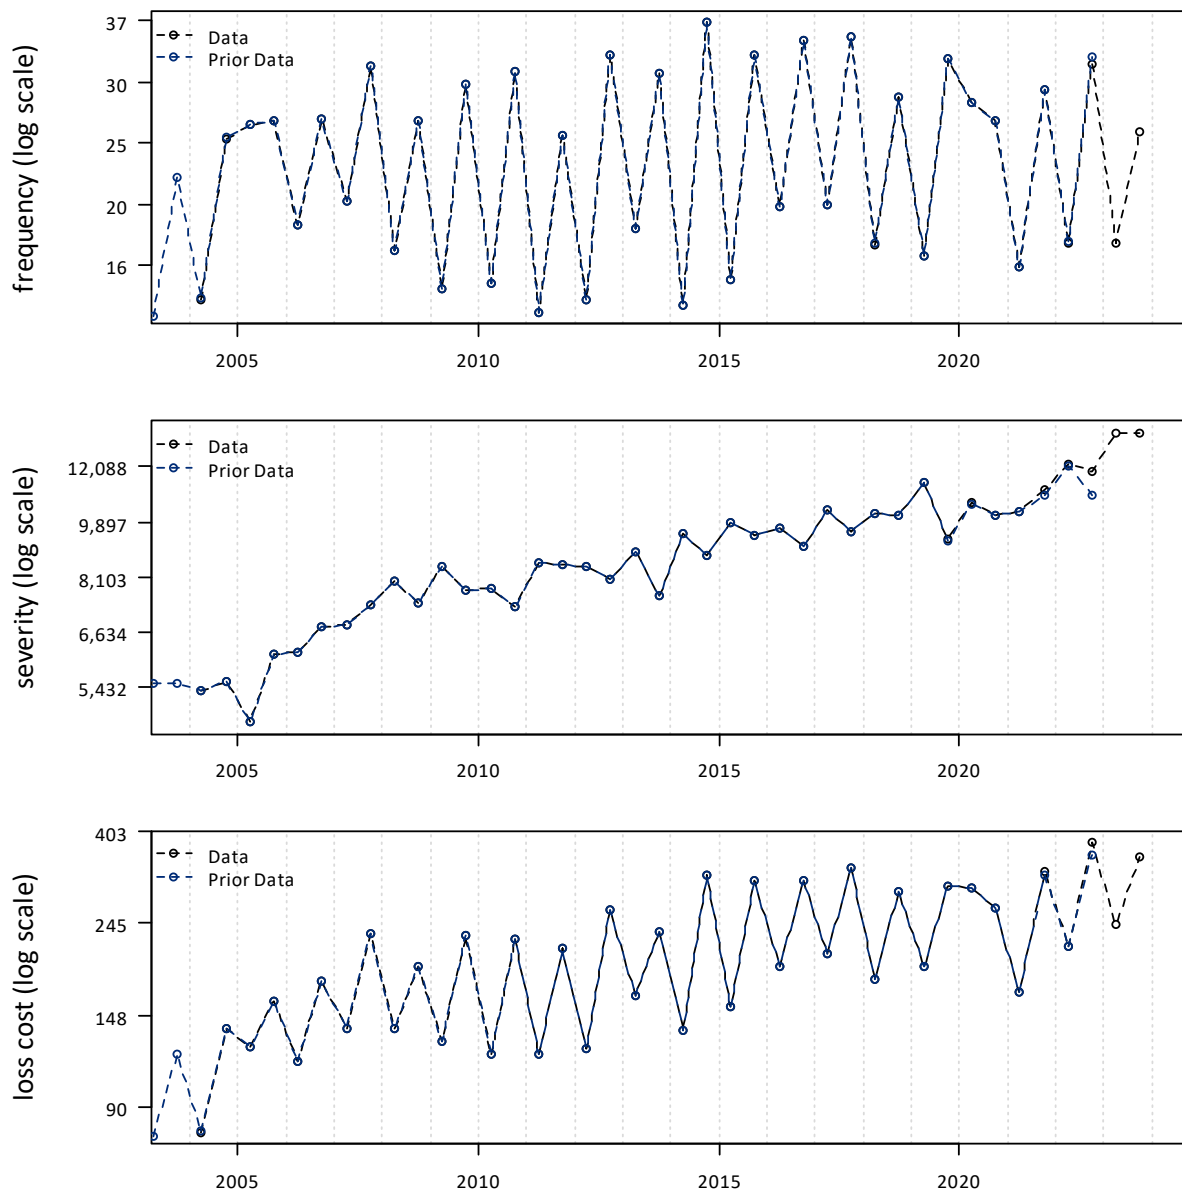 frequency (log scale)
37
30
25
20
16
Data
Prior Data
2005 2010 2015 2020
severity (log scale)
12,088
9,897
8,103
6,634
5,432
Data
Prior Data
2005 2010 2015 2020
loss cost (log scale)
403
245
148
90
Data
Prior Data
2005 2010 2015 2020